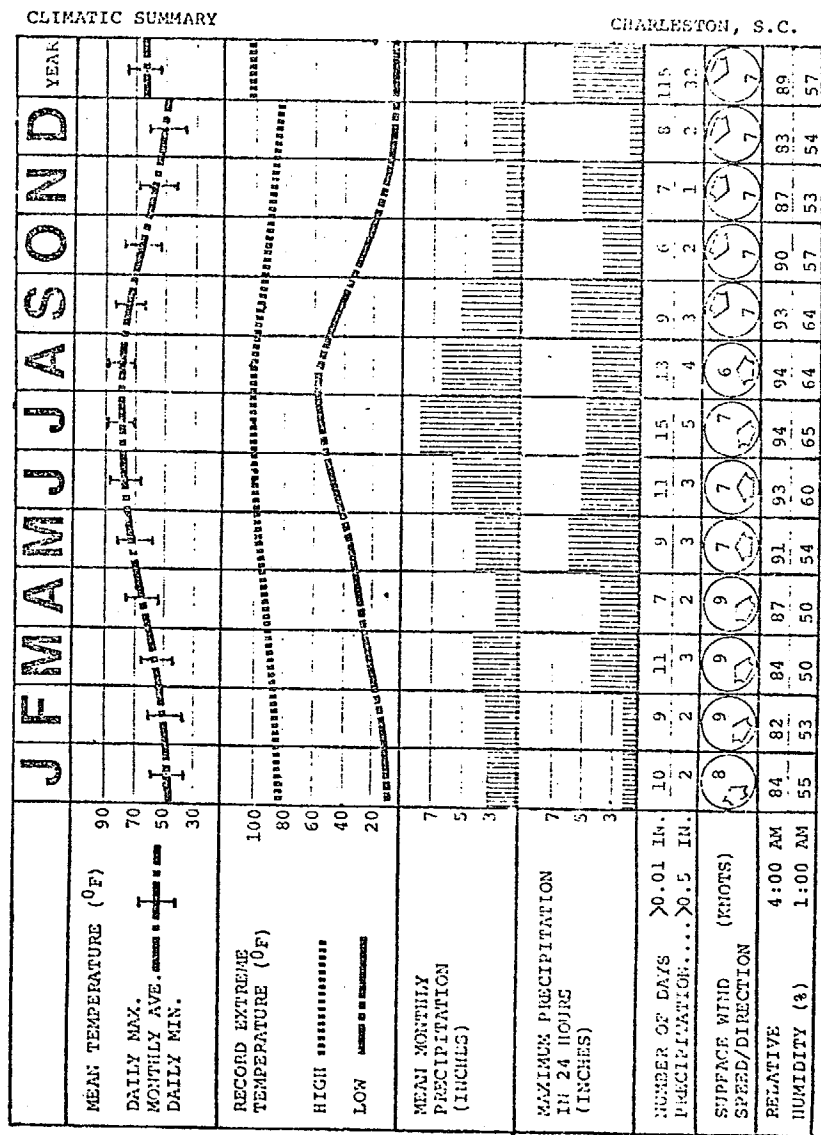 CLIMATIC SUMMARY
CHARLESTON, S.C.
J F M A M J J A S O N D YEAR
MEAN TEMPERATURE (⁰F)
DAILY MAX.
MONTHLY AVE.
DAILY MIN.
90
70
50
30
RECORD EXTREME
TEMPERATURE (⁰F)
HIGH
LOW
100
80
60
40
20
MEAN MONTHLY
PRECIPITATION
(INCHES)
7
5
3
MAXIMUM PRECIPITATION
IN 24 HOURS
(INCHES)
7
5
3
NUMBER OF DAYS >0.01 IN. 10 9 11 7 9 11 15 13 9 6 7 8 115
PRECIPITATION....>0.5 IN. 2 2 3 2 3 3 5 4 3 2 1 2 32
SURFACE WIND (KNOTS)
SPEED/DIRECTION
8 9 9 9 7 7 7 6 7 7 7 7 7
RELATIVE 4:00 AM 84 82 84 87 91 93 94 94 93 90 87 83 89
HUMIDITY (%) 1:00 AM 55 53 50 50 54 60 65 64 64 57 53 54 57